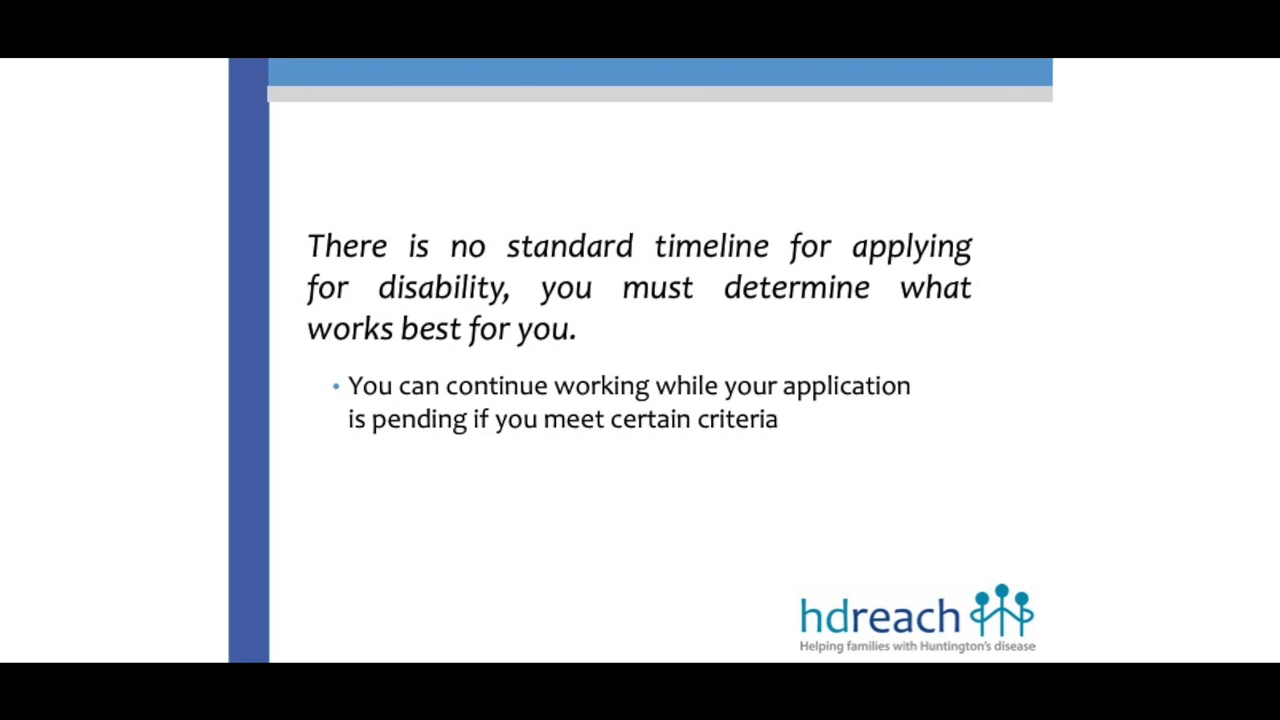 There is no standard timeline for applying
for disability, you must determine what
works best for you.
• You can continue working while your application
is pending if you meet certain criteria
hdreach
Helping families with Huntington's disease